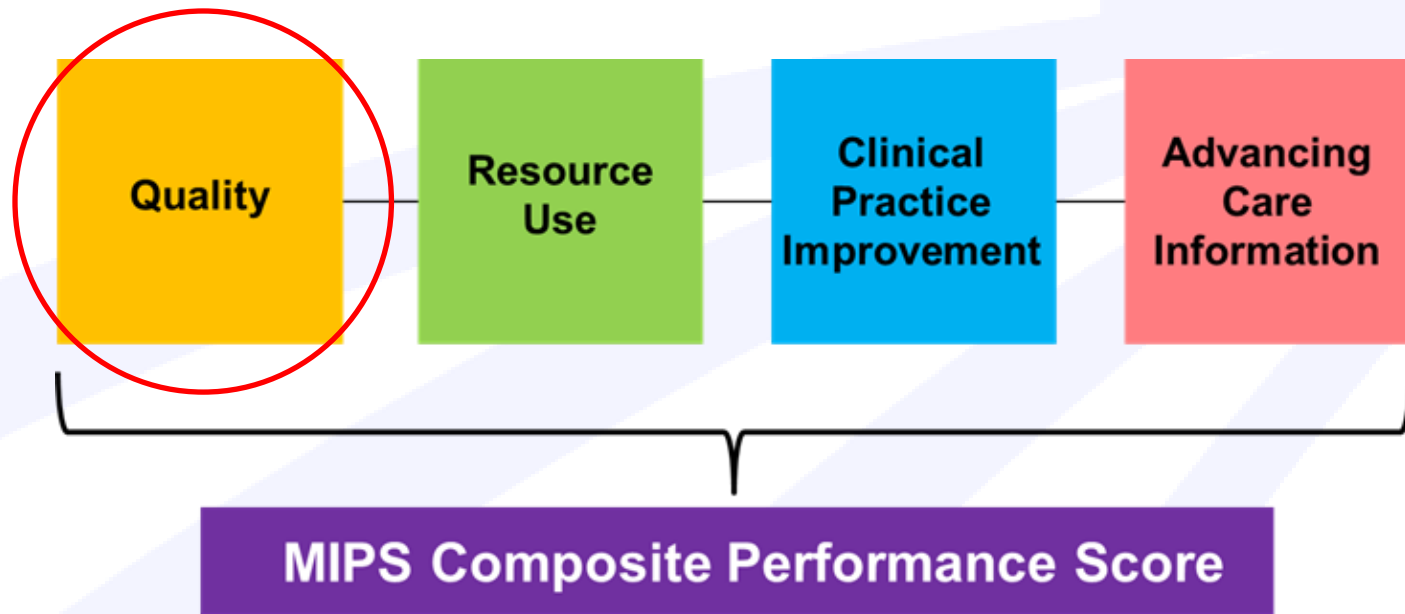 Quality
Resource
Use
Clinical
Practice
Improvement
Advancing
Care
Information
MIPS Composite Performance Score